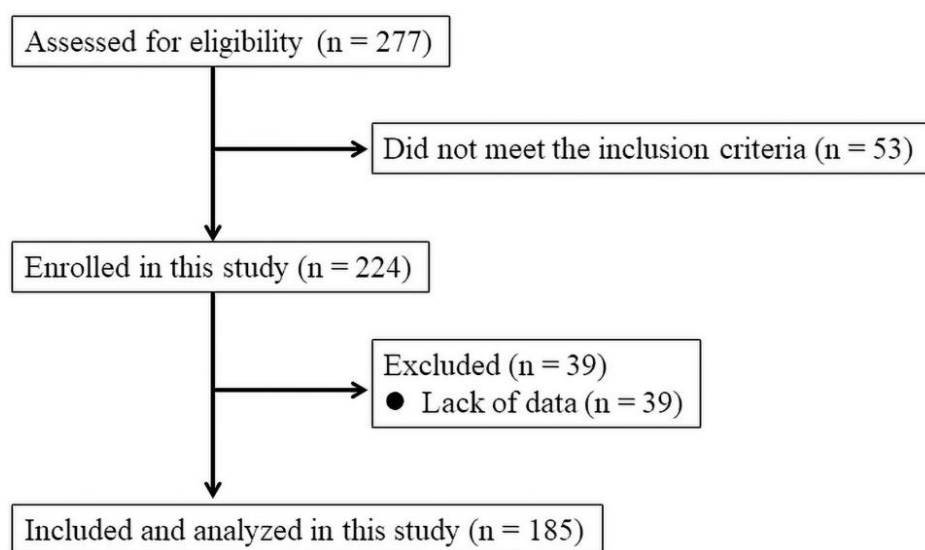 Assessed for eligibility (n = 277)
Did not meet the inclusion criteria (n = 53)
Enrolled in this study (n = 224)
Excluded (n = 39)
● Lack of data (n = 39)
Included and analyzed in this study (n = 185)